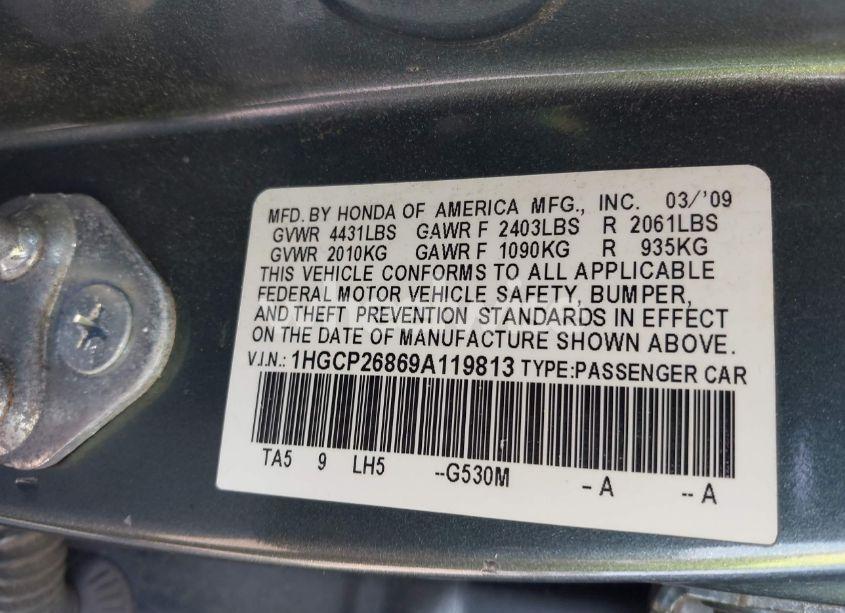 MFD. BY HONDA OF AMERICA MFG., INC. 03/'09
GVWR 4431LBS GAWR F 2403LBS R 2061LBS
GVWR 2010KG GAWR F 1090KG R 935KG
THIS VEHICLE CONFORMS TO ALL APPLICABLE
FEDERAL MOTOR VEHICLE SAFETY, BUMPER,
AND THEFT PREVENTION STANDARDS IN EFFECT
ON THE DATE OF MANUFACTURE SHOWN ABOVE.
V.I.N.: 1HGCP26869A119813 TYPE:PASSENGER CAR
TA5 9 LH5 --G530M -A --A